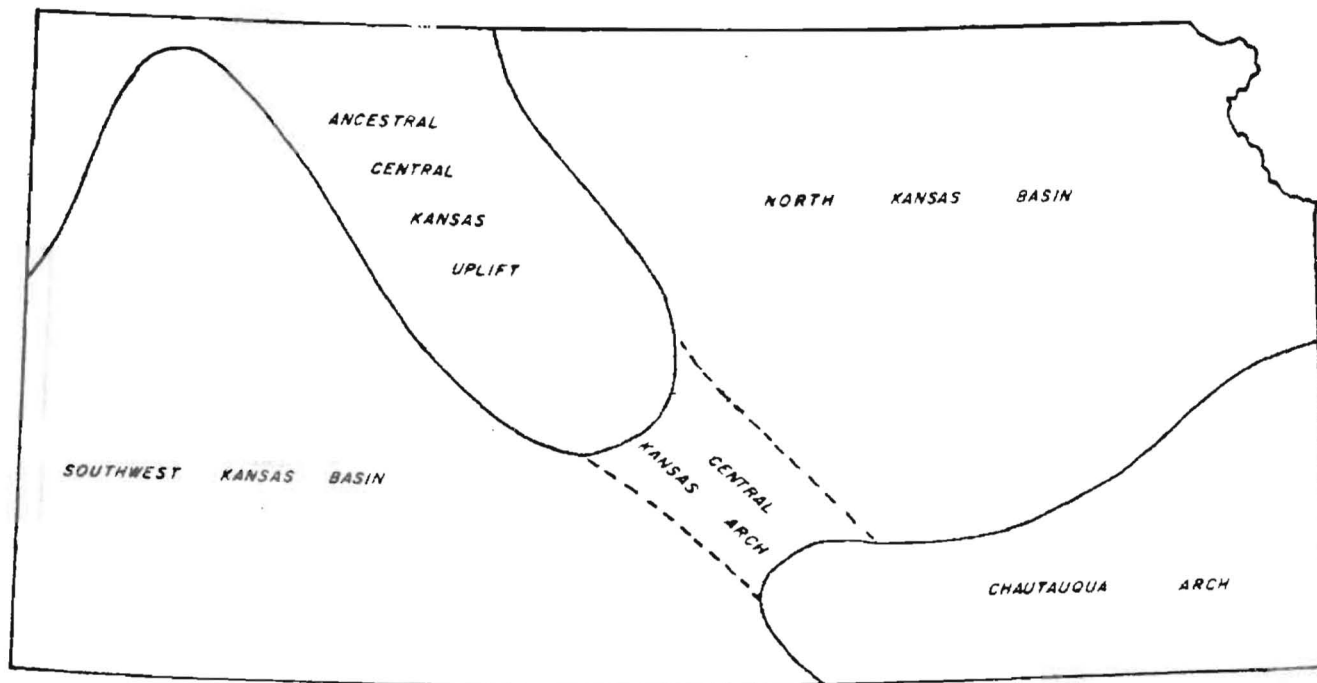 ANCESTRAL
CENTRAL
KANSAS
UPLIFT
NORTH KANSAS BASIN
SOUTHWEST KANSAS BASIN
CENTRAL
KANSAS ARCH
CHAUTAUQUA ARCH